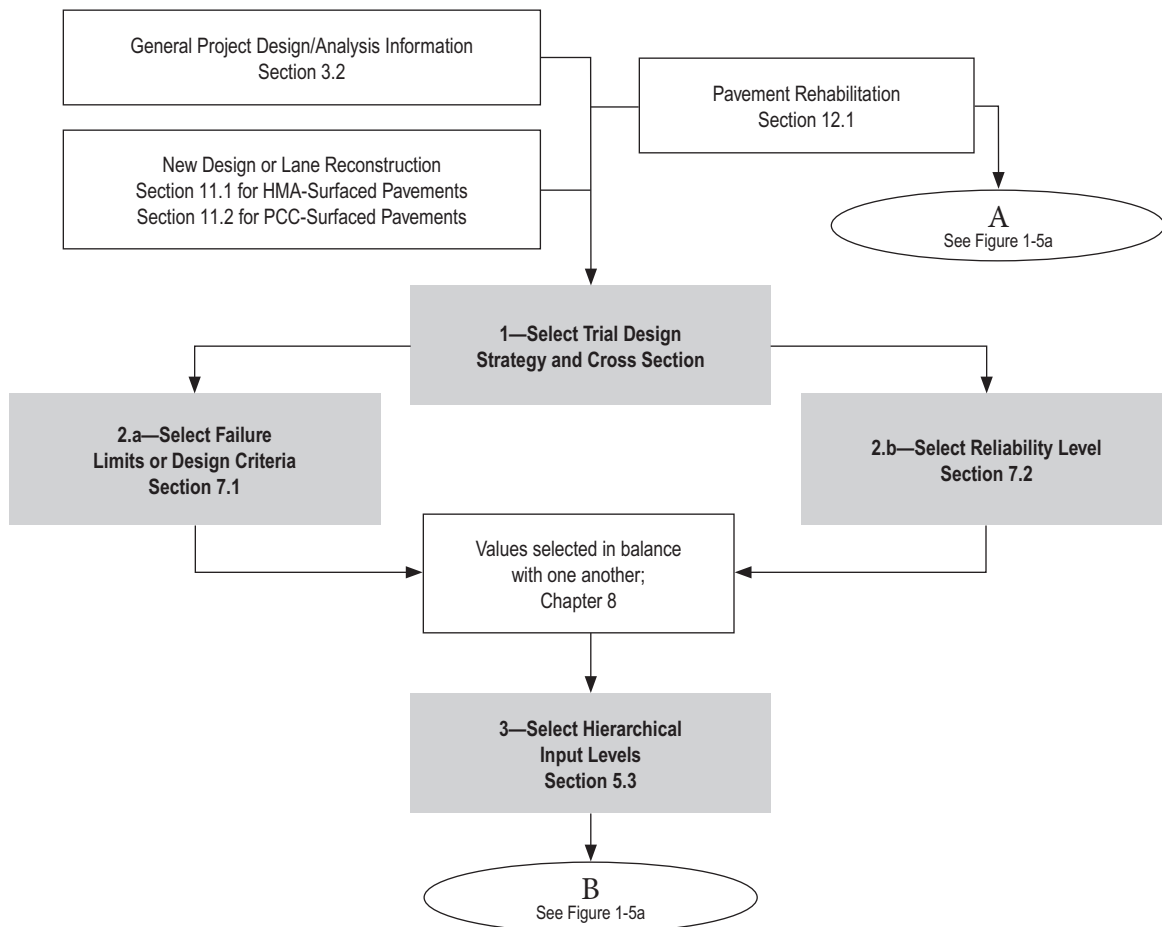 General Project Design/Analysis Information
Section 3.2
Pavement Rehabilitation
Section 12.1
New Design or Lane Reconstruction
Section 11.1 for HMA-Surfaced Pavements
Section 11.2 for PCC-Surfaced Pavements
A
See Figure 1-5a
1—Select Trial Design
Strategy and Cross Section
2.a—Select Failure
Limits or Design Criteria
Section 7.1
2.b—Select Reliability Level
Section 7.2
Values selected in balance
with one another;
Chapter 8
3—Select Hierarchical
Input Levels
Section 5.3
B
See Figure 1-5a